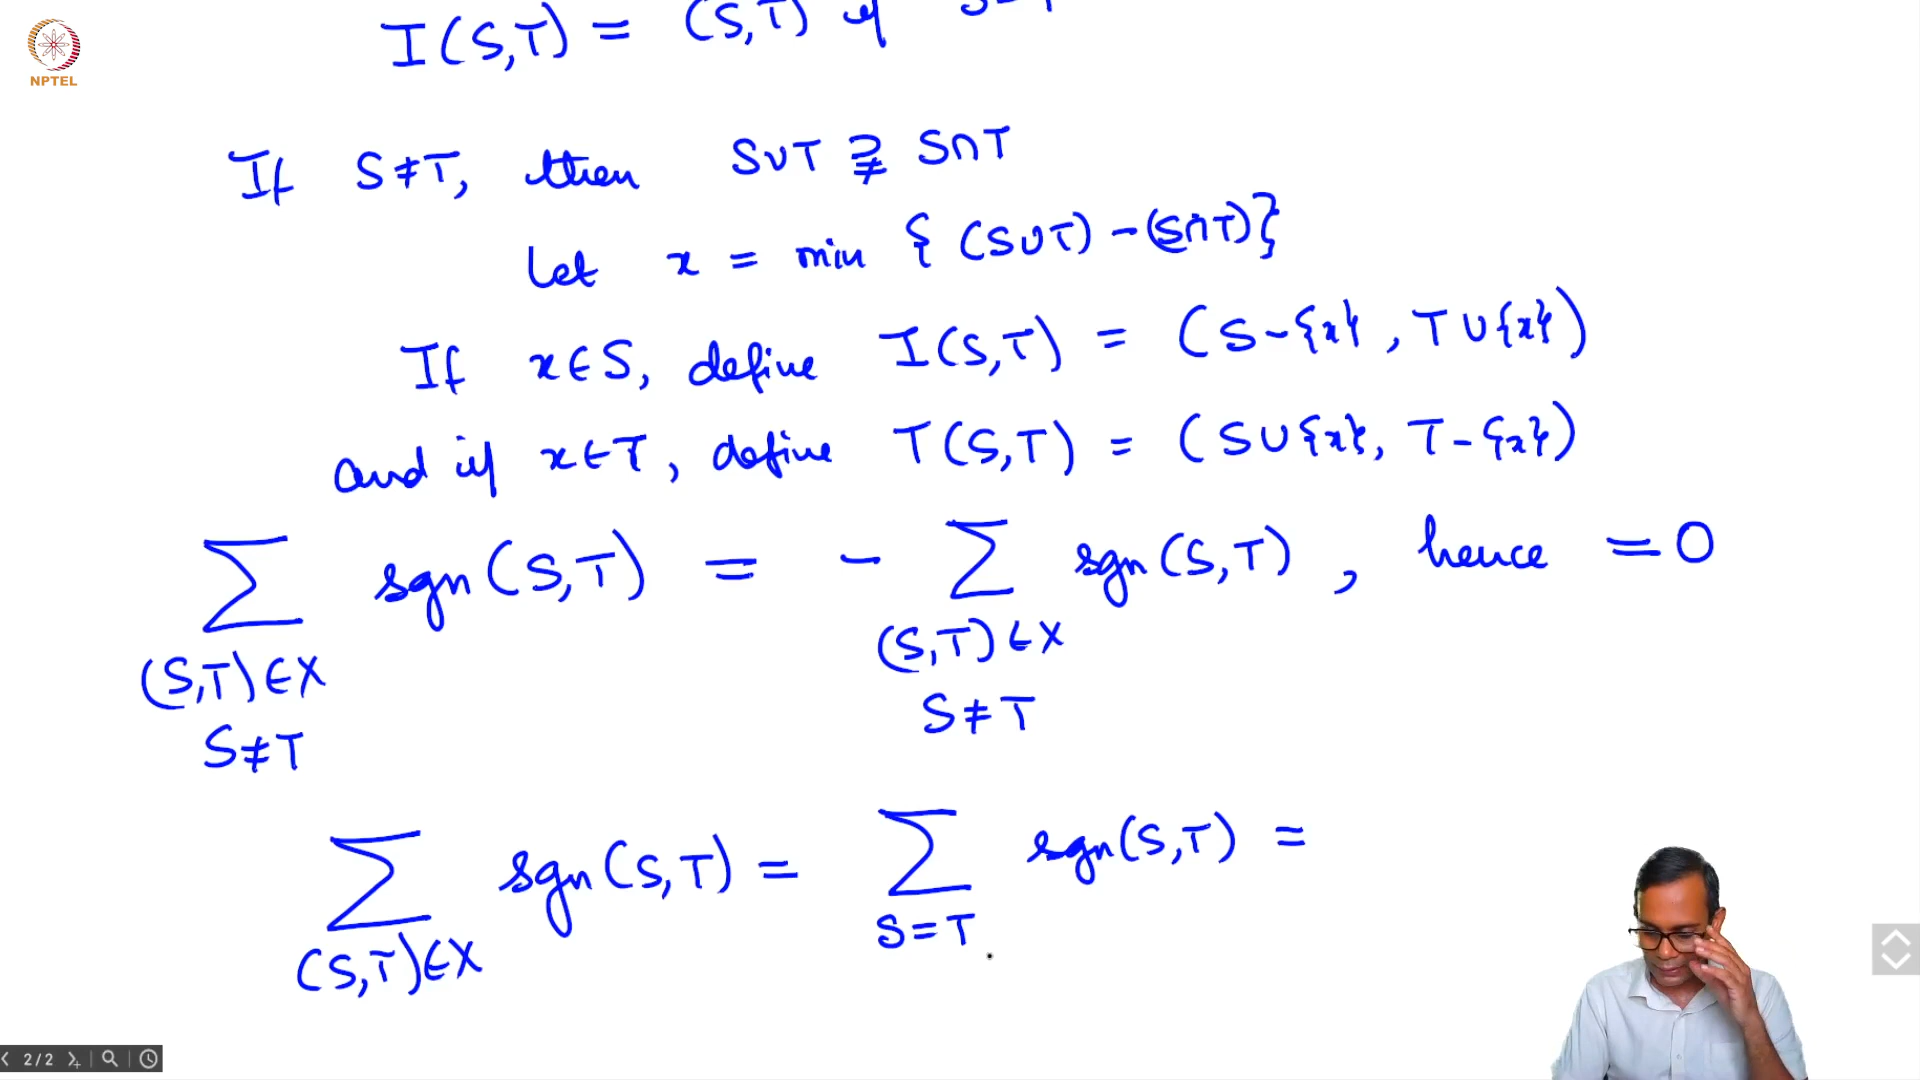 NPTEL
I(S,T) = (S,T) if S=T
If S≠T, then S∪T ⊋ S∩T
Let x = min { (S∪T) - (S∩T)}
If x∈S, define I(S,T) = (S-{x}, T∪{x})
and if x∈T, define T(S,T) = (S∪{x}, T-{x})
∑ sgn(S,T) = - ∑ sgn(S,T), hence =0
(S,T)∈X (S,T)∈X
S≠T S≠T
∑ sgn(S,T) = ∑ sgn(S,T) =
(S,T)∈X S=T
2/2